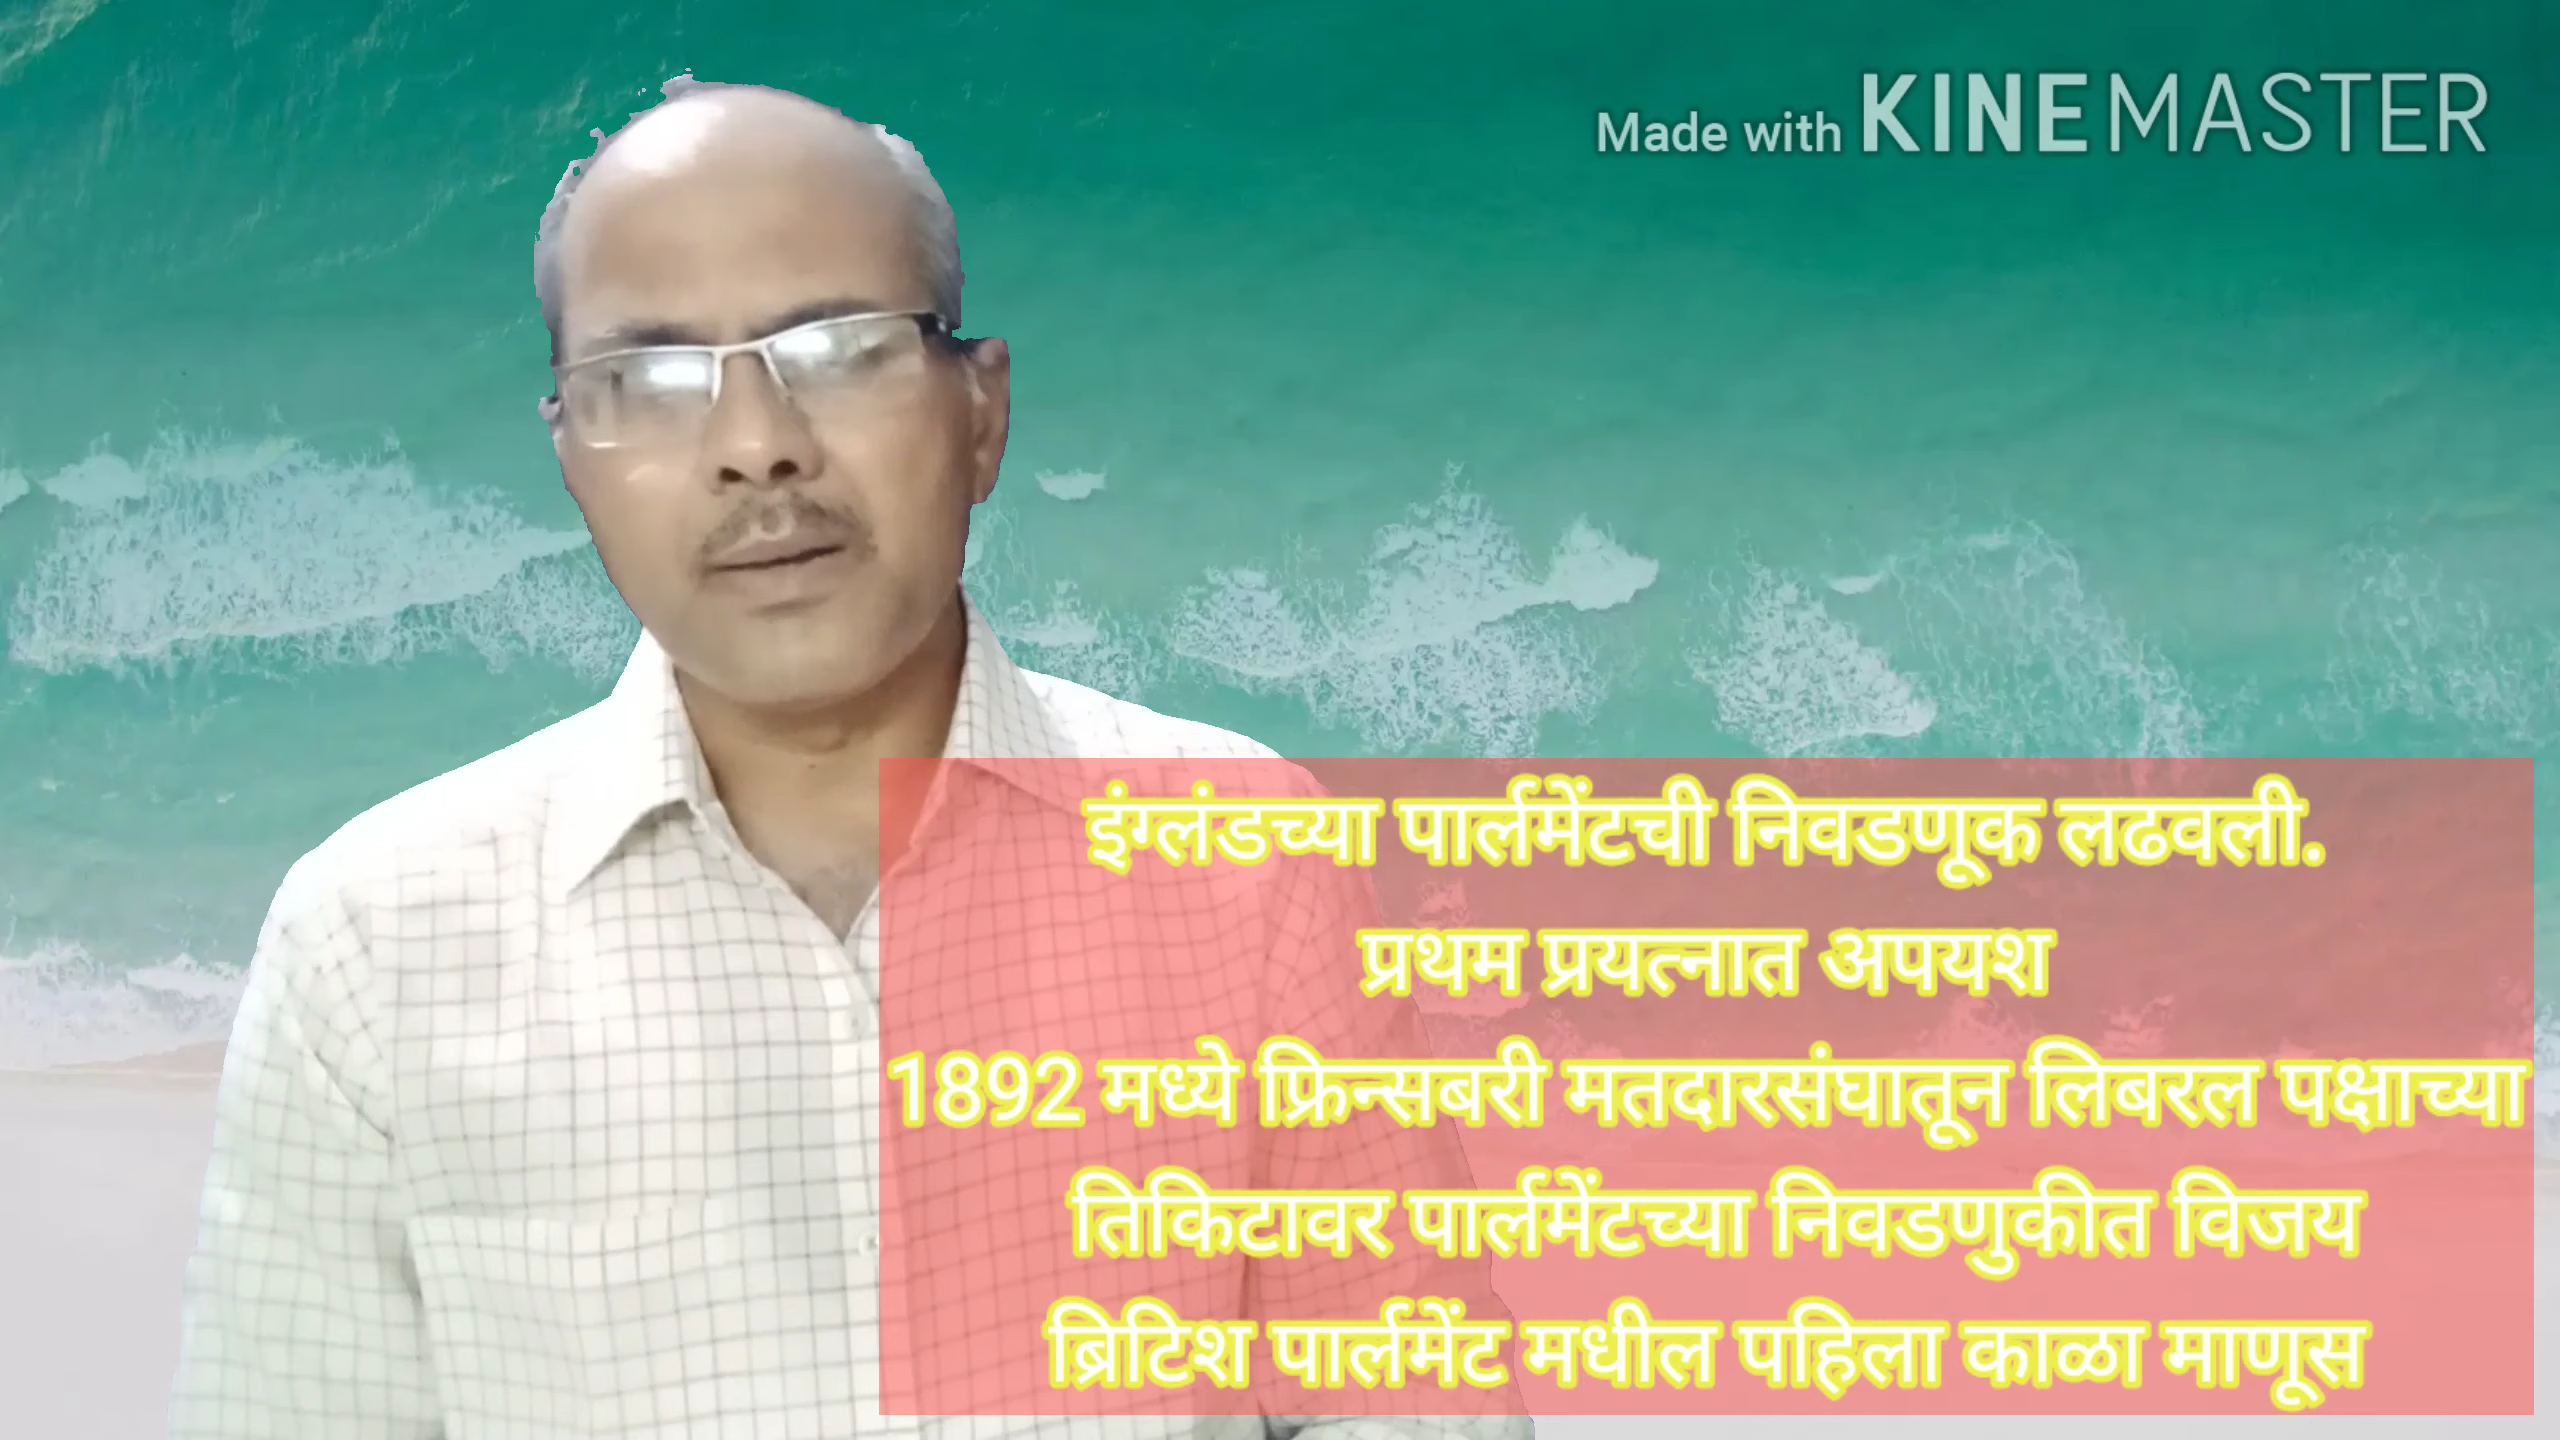 Made with KINEMASTER
इंग्लंडच्या पार्लमेंटची निवडणूक लढवली.
प्रथम प्रयत्नात अपयश
1892 मध्ये फ्रिन्सबरी मतदारसंघातून लिबरल पक्षाच्या
तिकिटावर पार्लमेंटच्या निवडणुकीत विजय
ब्रिटिश पार्लमेंट मधील पहिला काळा माणूस